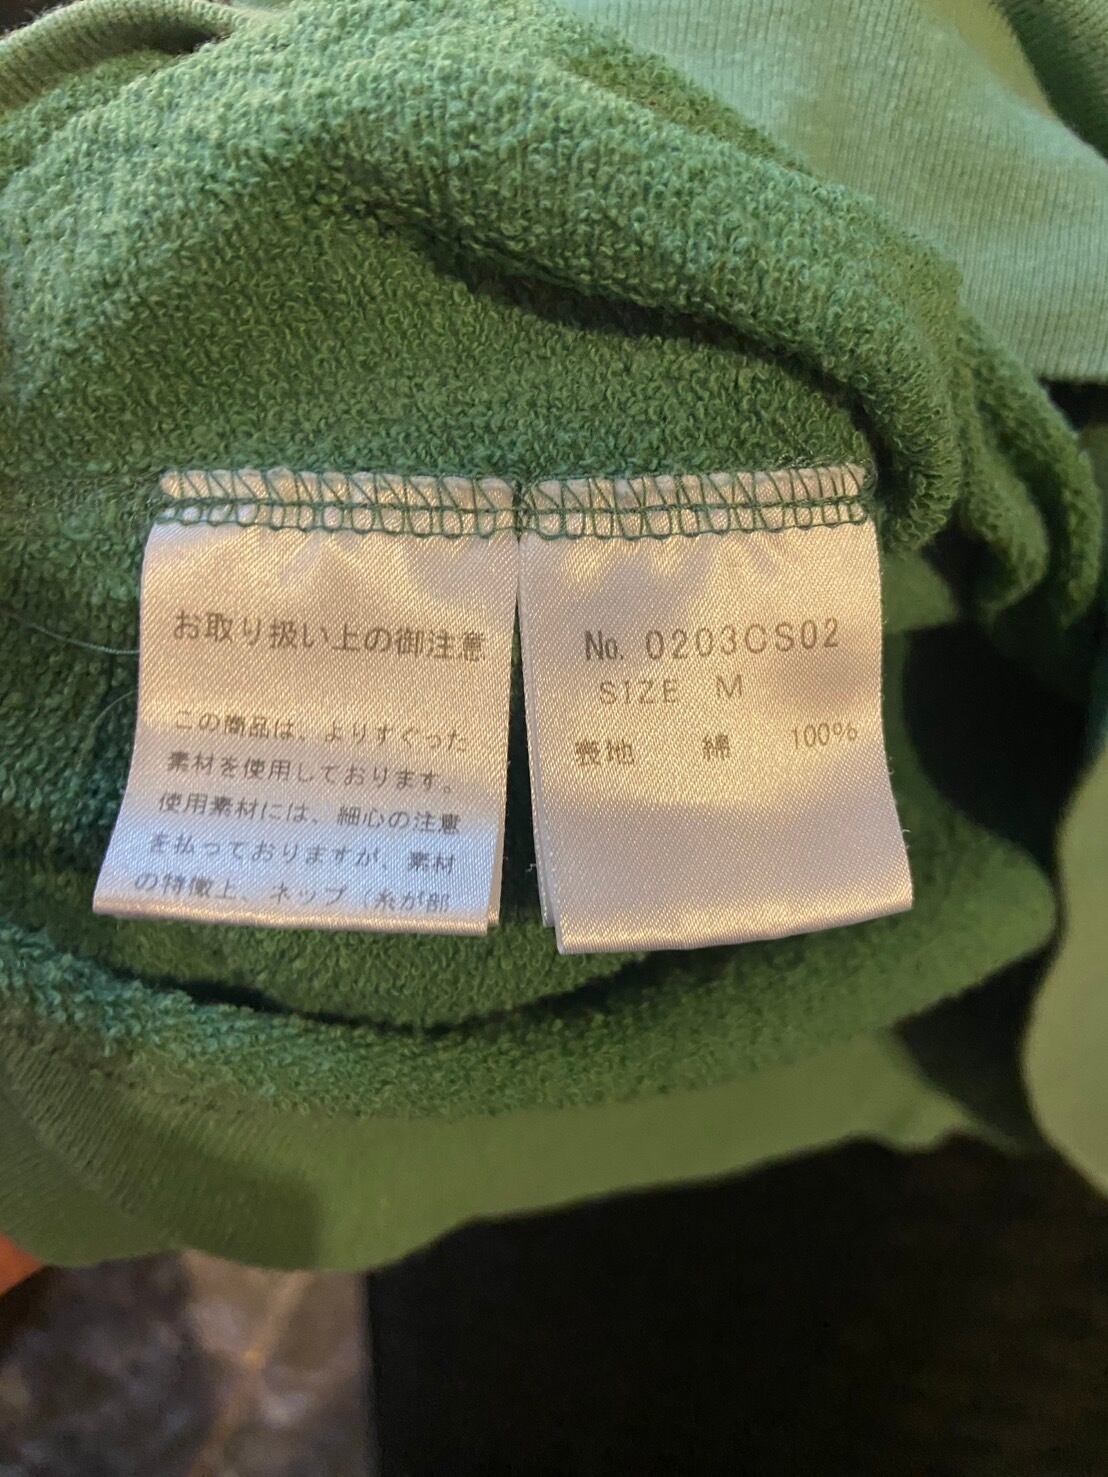 お取り扱い上の御注意
この商品は、よりすぐった
素材を使用しております。
使用素材には、細心の注意
を払っておりますが、素材
の特徴上、ネップ（糸が部
No. 0203CS02
SIZE M
表地 綿 100%